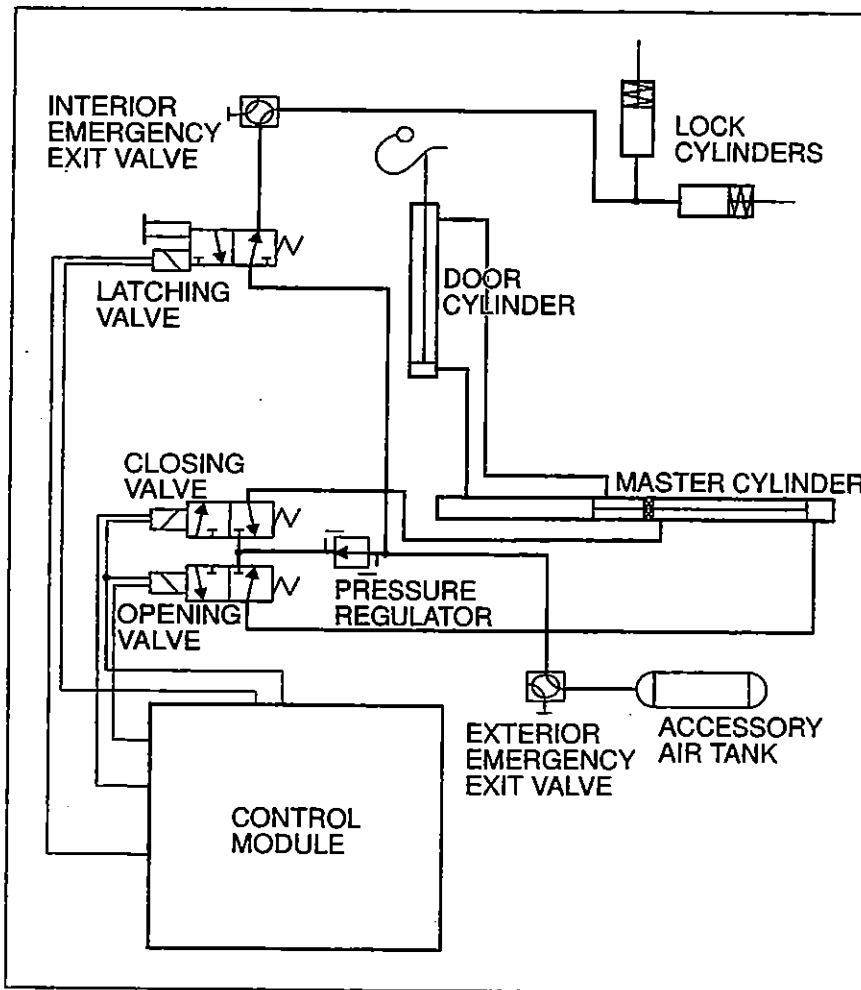 INTERIOR
EMERGENCY
EXIT VALVE
LOCK
CYLINDERS
LATCHING
VALVE
DOOR
CYLINDER
CLOSING
VALVE
MASTER CYLINDER
PRESSURE
REGULATOR
OPENING
VALVE
EXTERIOR
EMERGENCY
EXIT VALVE
ACCESSORY
AIR TANK
CONTROL
MODULE